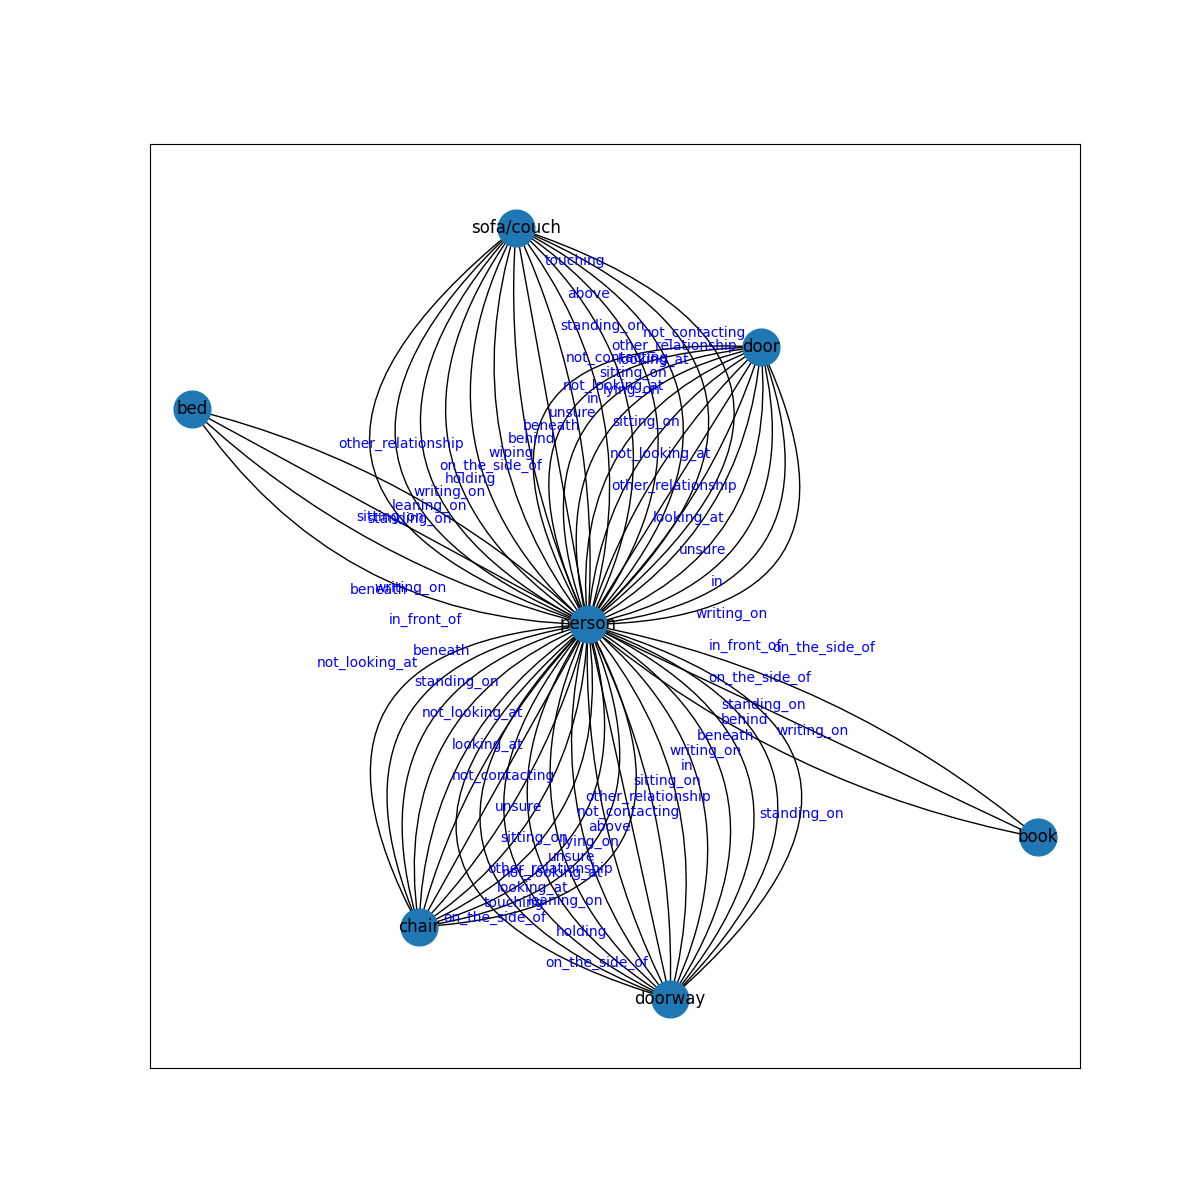 sofa/couch
touching
above
standing_on
not_contacting
other_relationship
door
not_contacting
looking_at
sitting_on
not_looking_at
lying_on
in
bed
unsure
sitting_on
beneath
behind
other_relationship
wiping
not_looking_at
on_the_side_of
holding
other_relationship
writing_on
leaning_on
sitting_on
standing_on
looking_at
unsure
in
beneath
writing_on
writing_on
in_front_of
person
in_front_of
on_the_side_of
beneath
not_looking_at
on_the_side_of
standing_on
standing_on
not_looking_at
behind
writing_on
beneath
looking_at
writing_on
in
not_contacting
sitting_on
other_relationship
unsure
not_contacting
standing_on
above
sitting_on
lying_on
book
unsure
other_relationship
not_looking_at
looking_at
touching
leaning_on
on_the_side_of
chair
holding
on_the_side_of
doorway